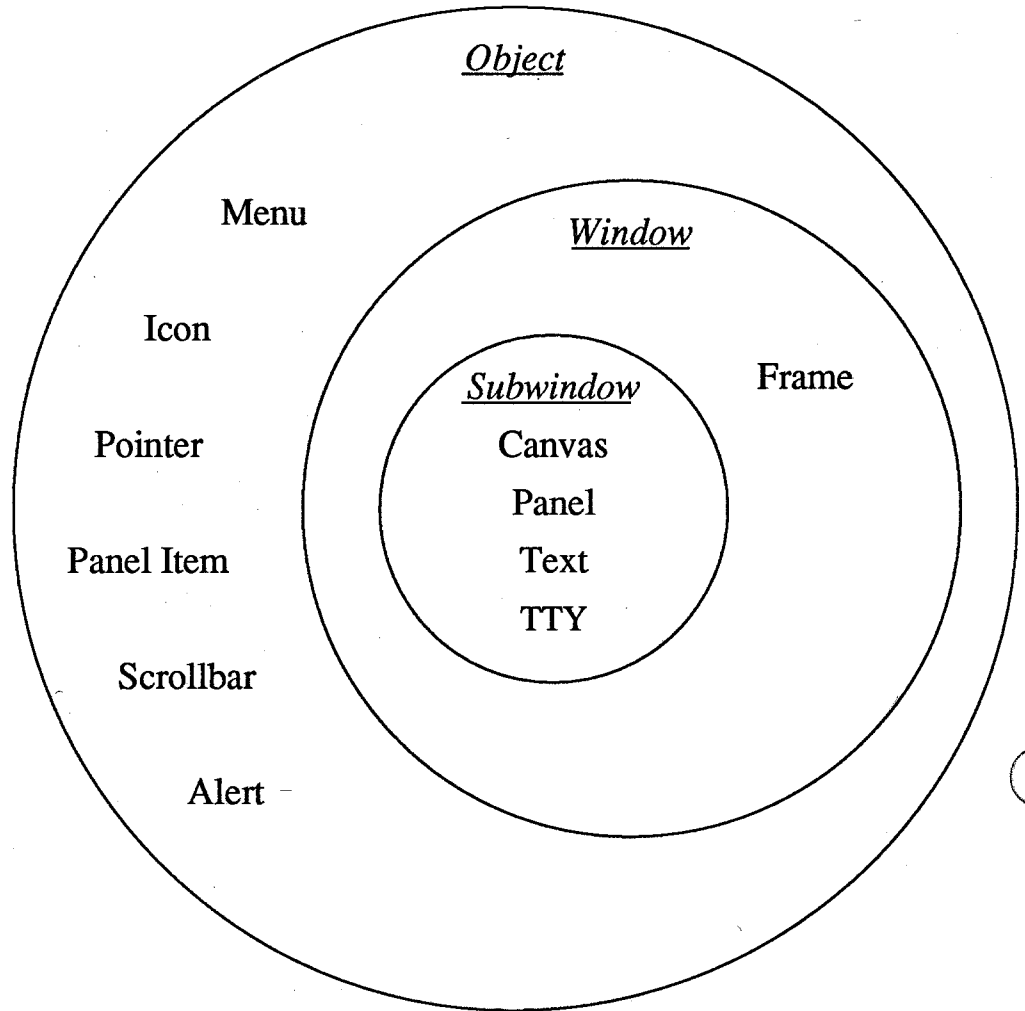 Object
Menu
Window
Icon
Frame
Subwindow
Canvas
Pointer
Panel
Panel Item
Text
TTY
Scrollbar
Alert